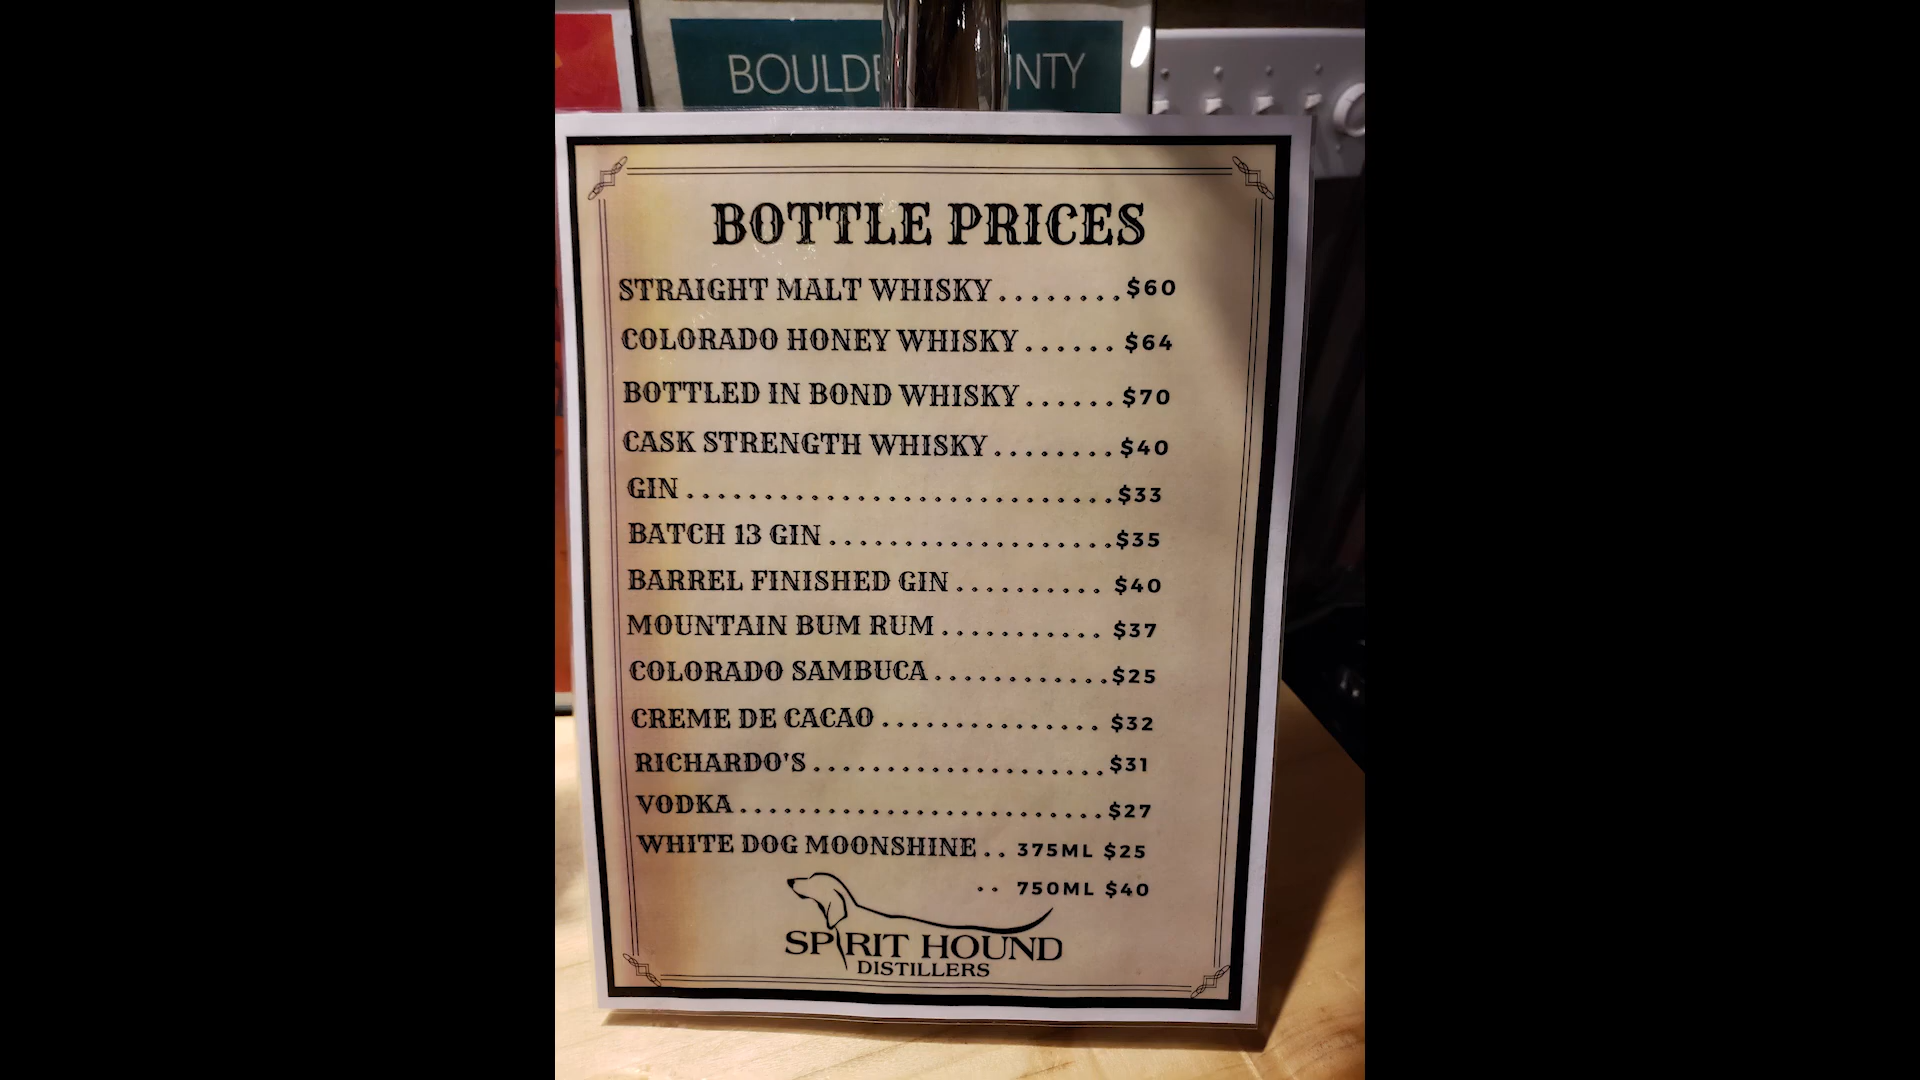 BOULDE NTY
BOTTLE PRICES
STRAIGHT MALT WHISKY........$60
COLORADO HONEY WHISKY......$64
BOTTLED IN BOND WHISKY......$70
CASK STRENGTH WHISKY........$40
GIN............................$33
BATCH 13 GIN...................$35
BARREL FINISHED GIN.......... $40
MOUNTAIN BUM RUM........... $37
COLORADO SAMBUCA............$25
CREME DE CACAO............... $32
RICHARDO'S....................$31
VODKA.........................$27
WHITE DOG MOONSHINE.. 375ML $25
.. 750ML $40
SPIRIT HOUND
DISTILLERS